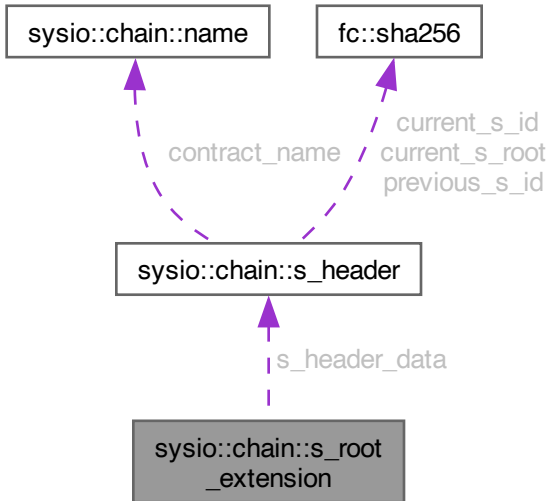 sysio::chain::name
fc::sha256
contract_name
current_s_id
current_s_root
previous_s_id
sysio::chain::s_header
s_header_data
sysio::chain::s_root
_extension